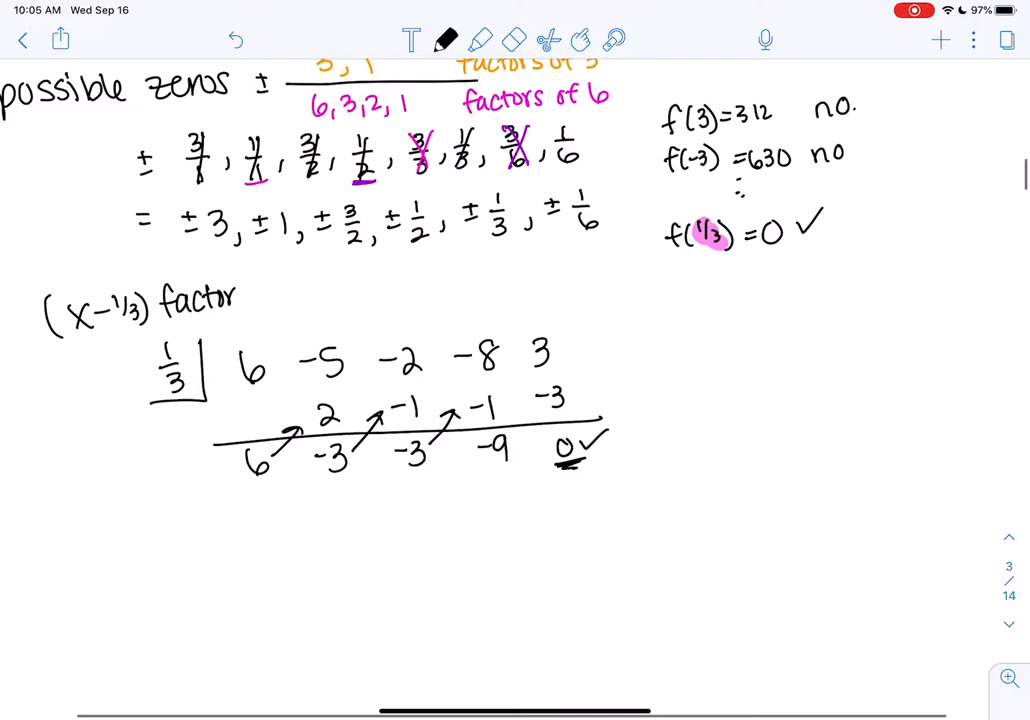 10:05 AM Wed Sep 16
97%
T
3, 1 factors of 3
possible zeros ±
6, 3, 2, 1 factors of 6
± 3/1, 1/1, 3/2, 1/2, 3/3, 1/3, 3/6, 1/6
= ±3, ±1, ±3/2, ±1/2, ±1/3, ±1/6
f(3)=312 no.
f(-3)=630 no
:
f(1/3)=0 ✓
(x-1/3) factor
1/3 6 -5 -2 -8 3
2 -1 -1 -3
6 -3 -3 -9 0 ✓
3
/
14